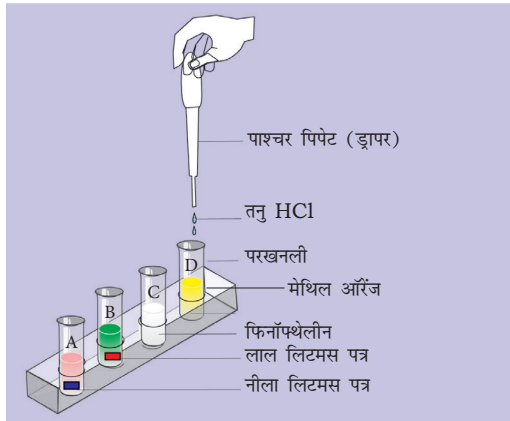 पाश्चर पिपेट (ड्रापर)
तनु HCl
परखनली
D
मेथिल ऑरेंज
C
B
फिनॉफ्थेलीन
A
लाल लिटमस पत्र
नीला लिटमस पत्र